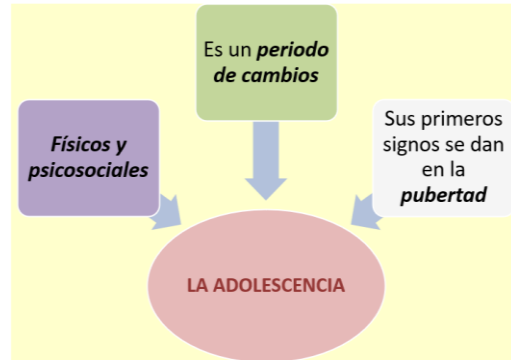 Es un periodo
de cambios
Físicos y
psicosociales
Sus primeros
signos se dan
en la
pubertad
LA ADOLESCENCIA